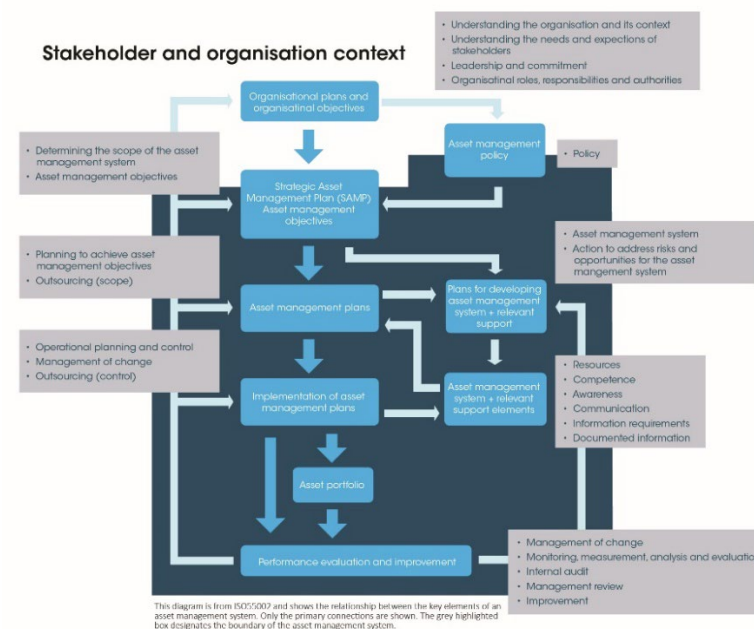 Stakeholder and organisation context
• Understanding the organisation and its context
• Understanding the needs and expections of
stakeholders
• Leadership and commitment
• Organisatinal roles, responsibilities and authorities
Organisational plans and
organisatinal objectives
• Determining the scope of the asset
management system
• Asset management objectives
Asset management
policy
• Policy
Strategic Asset
Management Plan (SAMP)
Asset management
objectives
• Asset management system
• Action to address risks and
opportunities for the asset
mangement system
• Planning to achieve asset
management objectives
• Outsourcing (scope)
Asset management plans
Plans for developing
asset management
system + relevant
support
• Operational planning and control
• Management of change
• Outsourcing (control)
Implementation of asset
management plans
Asset management
system + relevant
support elements
• Resources
• Competence
• Awareness
• Communication
• Information requirements
• Documented information
Asset portfolio
Performance evaluation and improvement
• Management of change
• Monitoring, measurement, analysis and evaluation
• Internal audit
• Management review
• Improvement
This diagram is from ISO55002 and shows the relationship between the key elements of an
asset management system. Only the primary connections are shown. The grey highlighted
box designates the boundary of the asset management system.